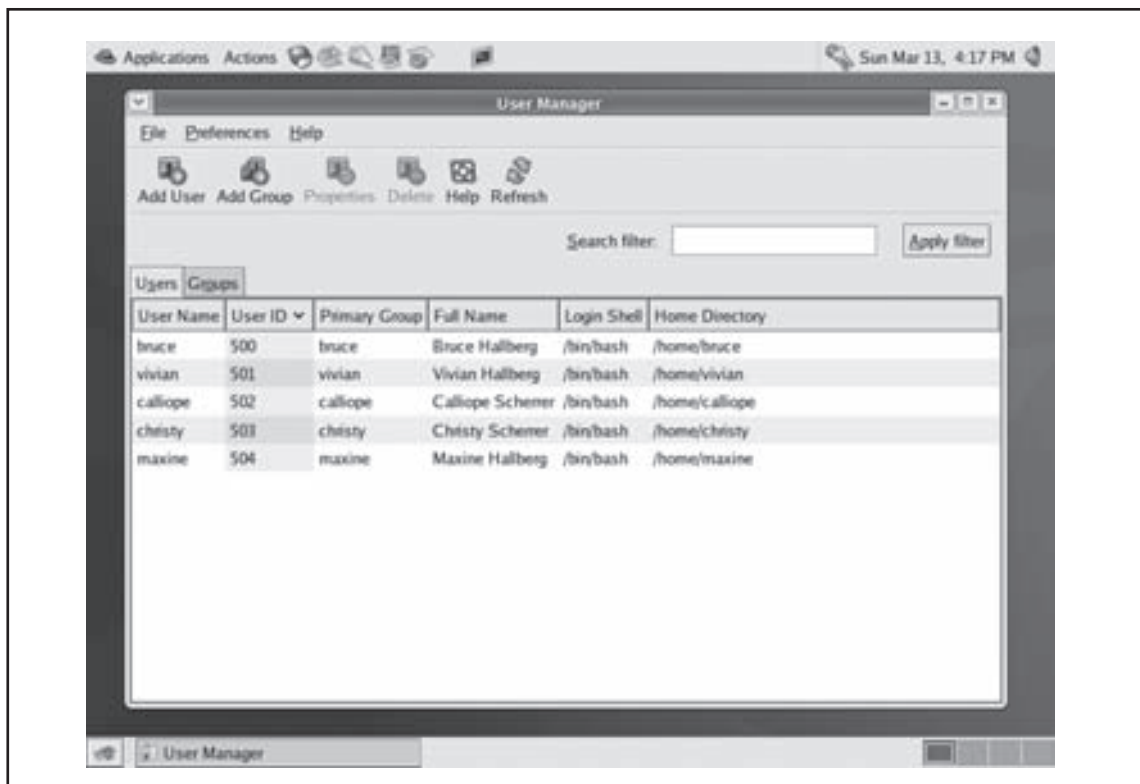 Applications Actions Sun Mar 13, 4:17 PM
User Manager
File Preferences Help
Add User Add Group Properties Delete Help Refresh
Search filter: Apply filter
Users Groups
User Name User ID Primary Group Full Name Login Shell Home Directory
bruce 500 bruce Bruce Hallberg /bin/bash /home/bruce
vivian 501 vivian Vivian Hallberg /bin/bash /home/vivian
calliope 502 calliope Calliope Scherrer /bin/bash /home/calliope
christy 503 christy Christy Scherrer /bin/bash /home/christy
maxine 504 maxine Maxine Hallberg /bin/bash /home/maxine
User Manager